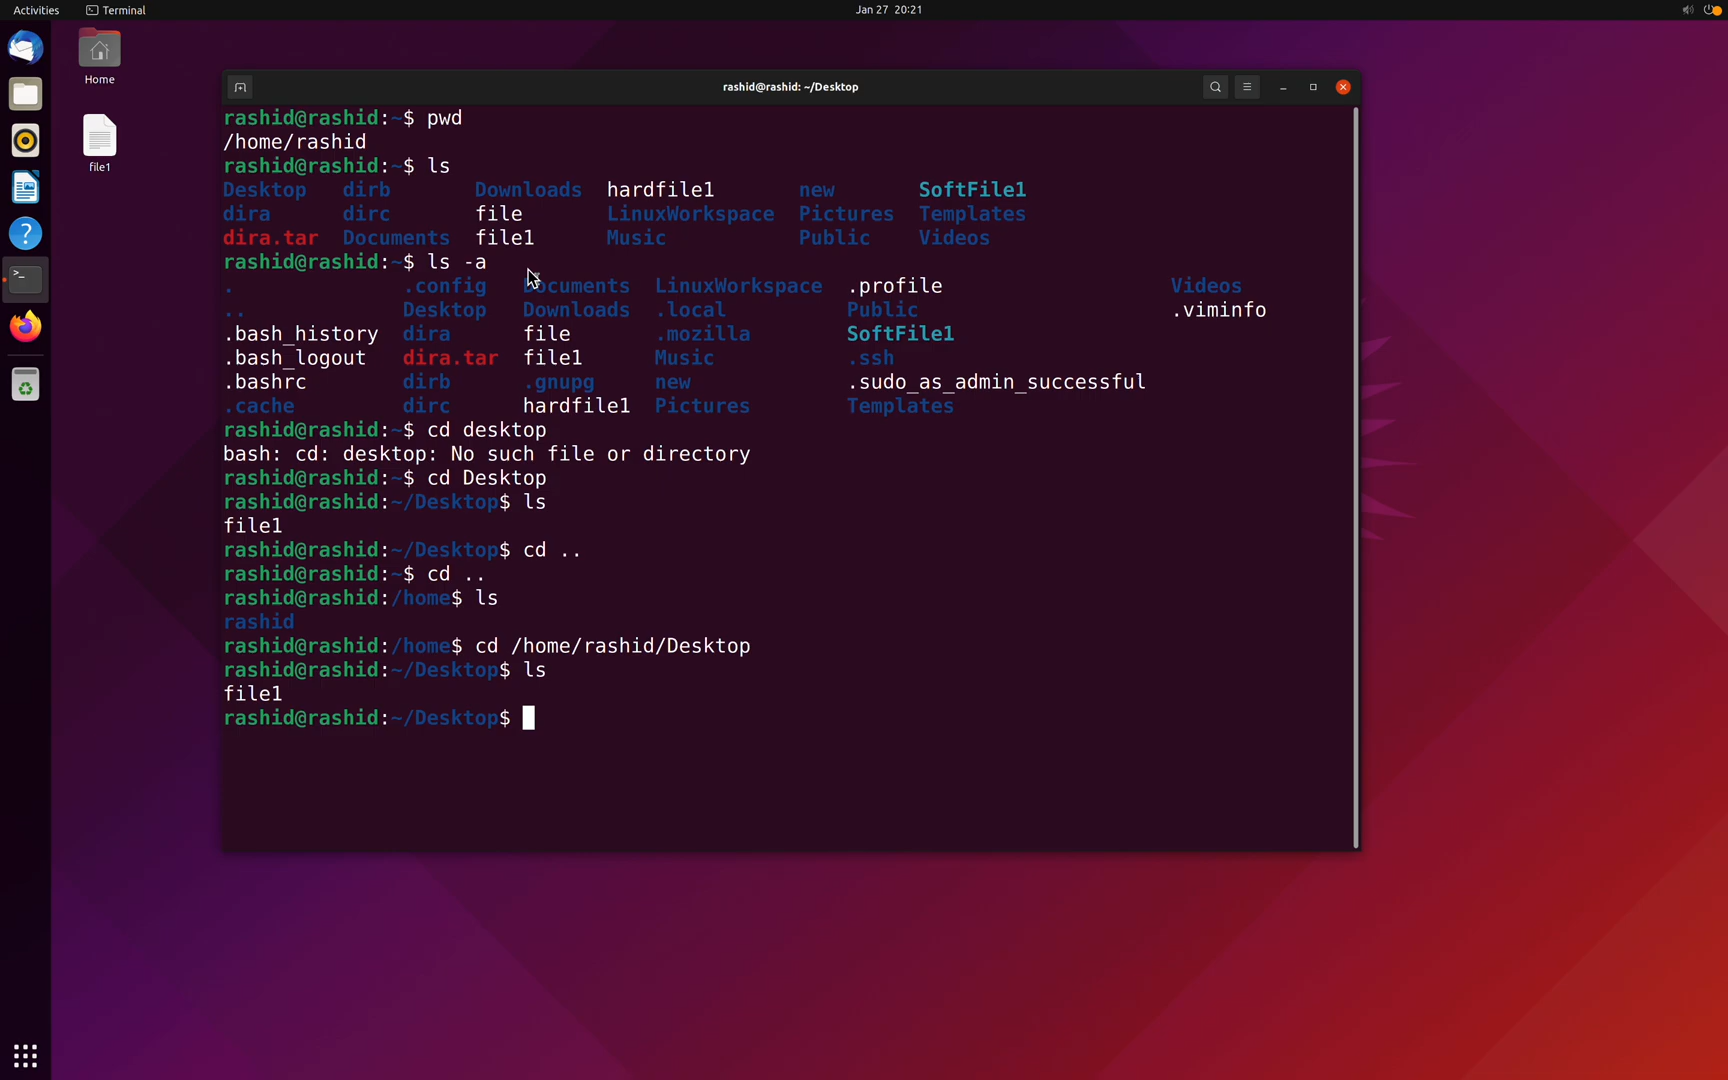 Activities Terminal Jan 27 20:21
Home
file1
rashid@rashid: ~/Desktop
rashid@rashid:~$ pwd
/home/rashid
rashid@rashid:~$ ls
Desktop dirb Downloads hardfile1 new SoftFile1
dira dirc file LinuxWorkspace Pictures Templates
dira.tar Documents file1 Music Public Videos
rashid@rashid:~$ ls -a
. .config Documents LinuxWorkspace .profile Videos
.. Desktop Downloads .local Public .viminfo
.bash_history dira file .mozilla SoftFile1
.bash_logout dira.tar file1 Music .ssh
.bashrc dirb .gnupg new .sudo_as_admin_successful
.cache dirc hardfile1 Pictures Templates
rashid@rashid:~$ cd desktop
bash: cd: desktop: No such file or directory
rashid@rashid:~$ cd Desktop
rashid@rashid:~/Desktop$ ls
file1
rashid@rashid:~/Desktop$ cd ..
rashid@rashid:~$ cd ..
rashid@rashid:/home$ ls
rashid
rashid@rashid:/home$ cd /home/rashid/Desktop
rashid@rashid:~/Desktop$ ls
file1
rashid@rashid:~/Desktop$